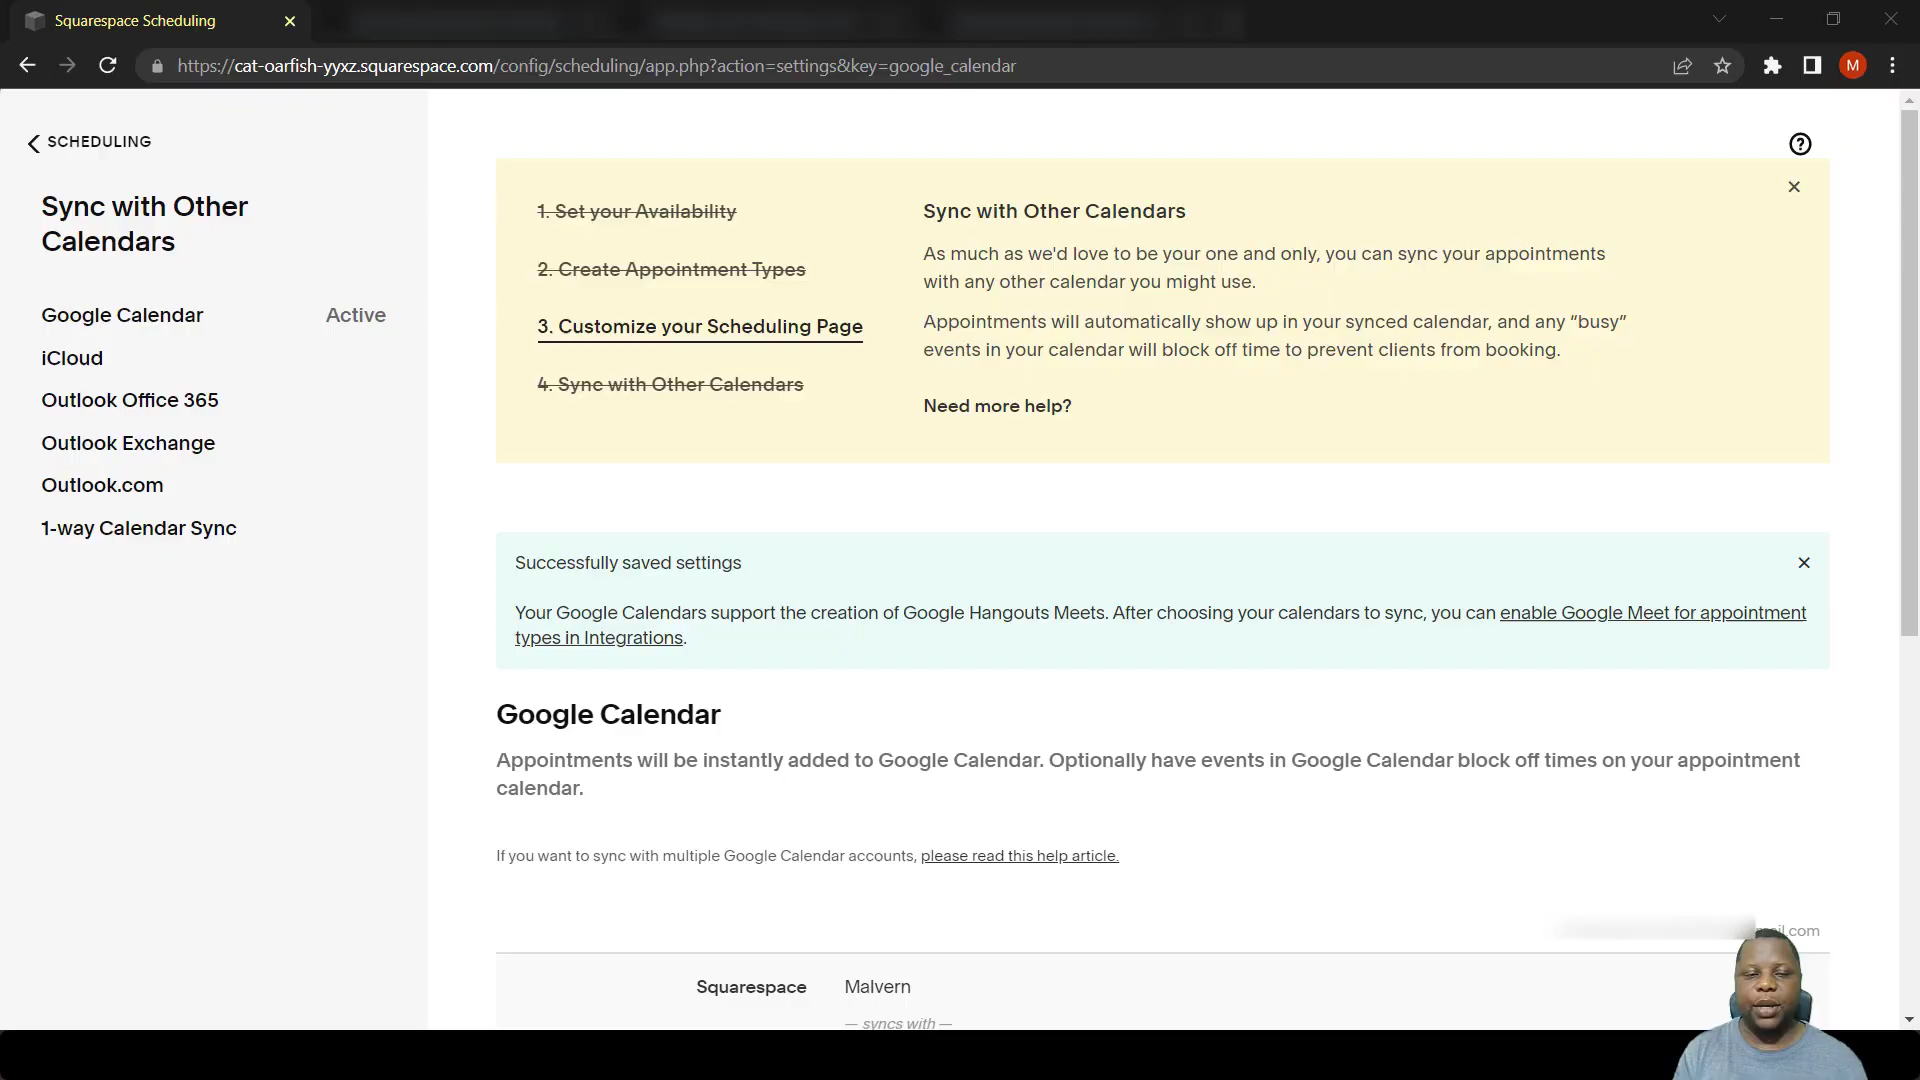 Squarespace Scheduling
https://cat-oarfish-yyxz.squarespace.com/config/scheduling/app.php?action=settings&key=google_calendar
M
SCHEDULING
Sync with Other
Calendars
Google Calendar Active
iCloud
Outlook Office 365
Outlook Exchange
Outlook.com
1-way Calendar Sync
1. Set your Availability
2. Create Appointment Types
3. Customize your Scheduling Page
4. Sync with Other Calendars
Sync with Other Calendars
As much as we'd love to be your one and only, you can sync your appointments
with any other calendar you might use.
Appointments will automatically show up in your synced calendar, and any “busy”
events in your calendar will block off time to prevent clients from booking.
Need more help?
Successfully saved settings
Your Google Calendars support the creation of Google Hangouts Meets. After choosing your calendars to sync, you can enable Google Meet for appointment
types in Integrations.
Google Calendar
Appointments will be instantly added to Google Calendar. Optionally have events in Google Calendar block off times on your appointment
calendar.
If you want to sync with multiple Google Calendar accounts, please read this help article.
.com
Squarespace Malvern
— syncs with —